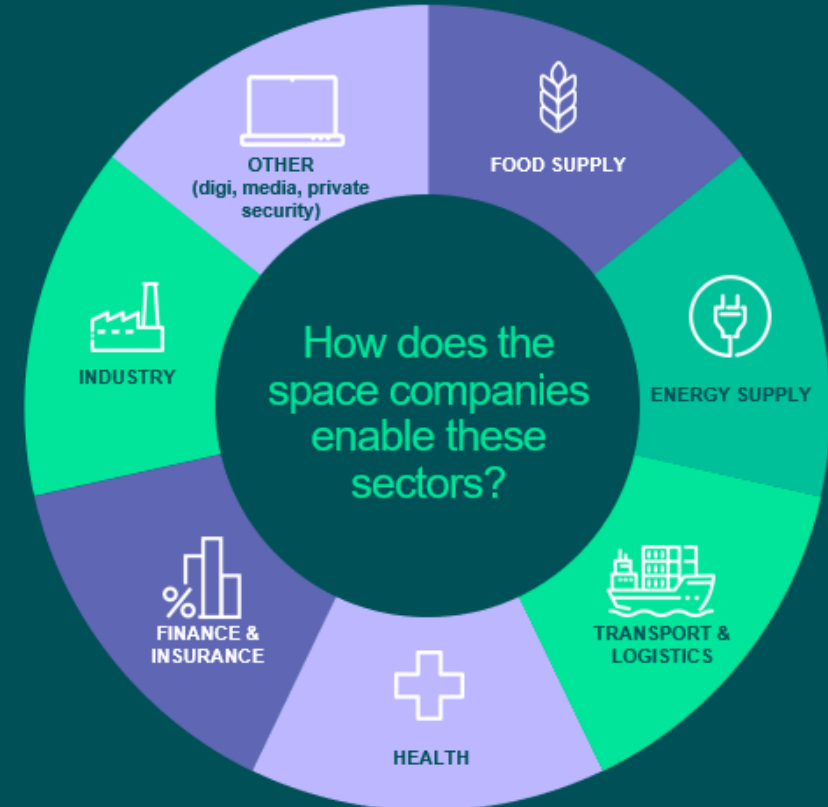 How does the
space companies
enable these
sectors?
FOOD SUPPLY
ENERGY SUPPLY
TRANSPORT &
LOGISTICS
HEALTH
%
FINANCE &
INSURANCE
INDUSTRY
OTHER
(digi, media, private
security)